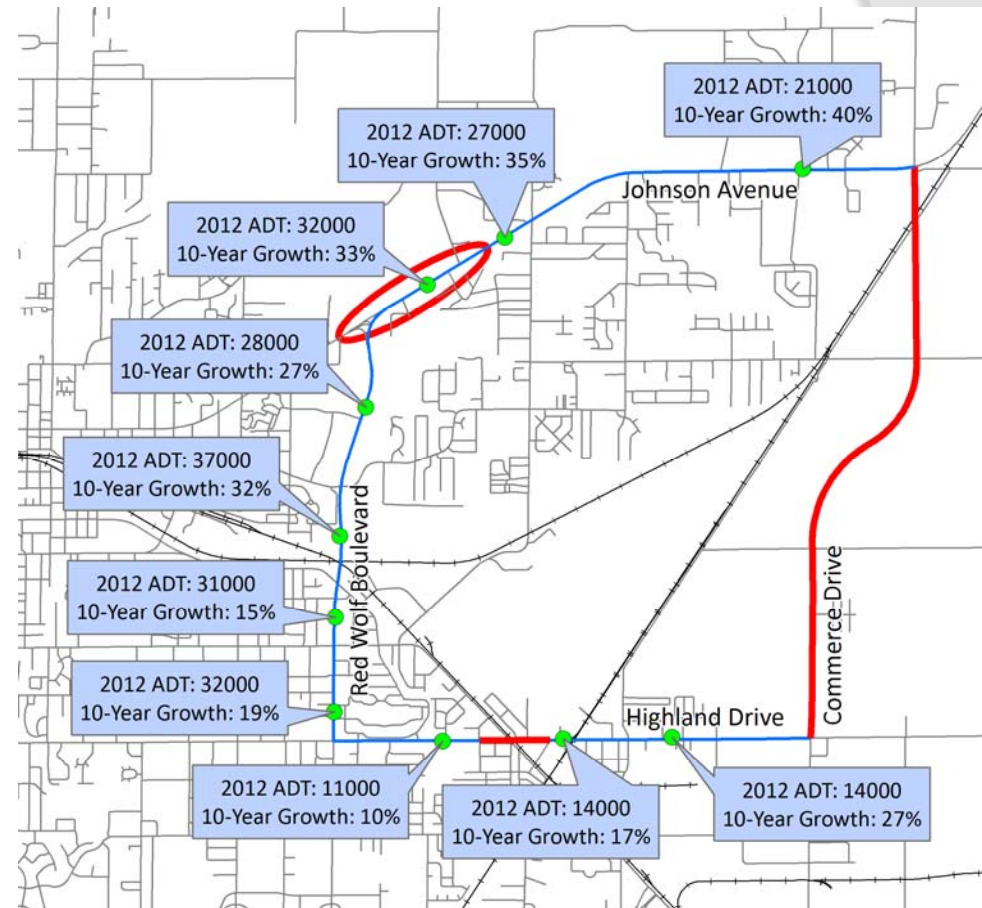 2012 ADT: 21000
10-Year Growth: 40%
2012 ADT: 27000
10-Year Growth: 35%
Johnson Avenue
2012 ADT: 32000
10-Year Growth: 33%
2012 ADT: 28000
10-Year Growth: 27%
2012 ADT: 37000
10-Year Growth: 32%
2012 ADT: 31000
10-Year Growth: 15%
Red Wolf Boulevard
Commerce Drive
2012 ADT: 32000
10-Year Growth: 19%
Highland Drive
2012 ADT: 11000
10-Year Growth: 10%
2012 ADT: 14000
10-Year Growth: 17%
2012 ADT: 14000
10-Year Growth: 27%